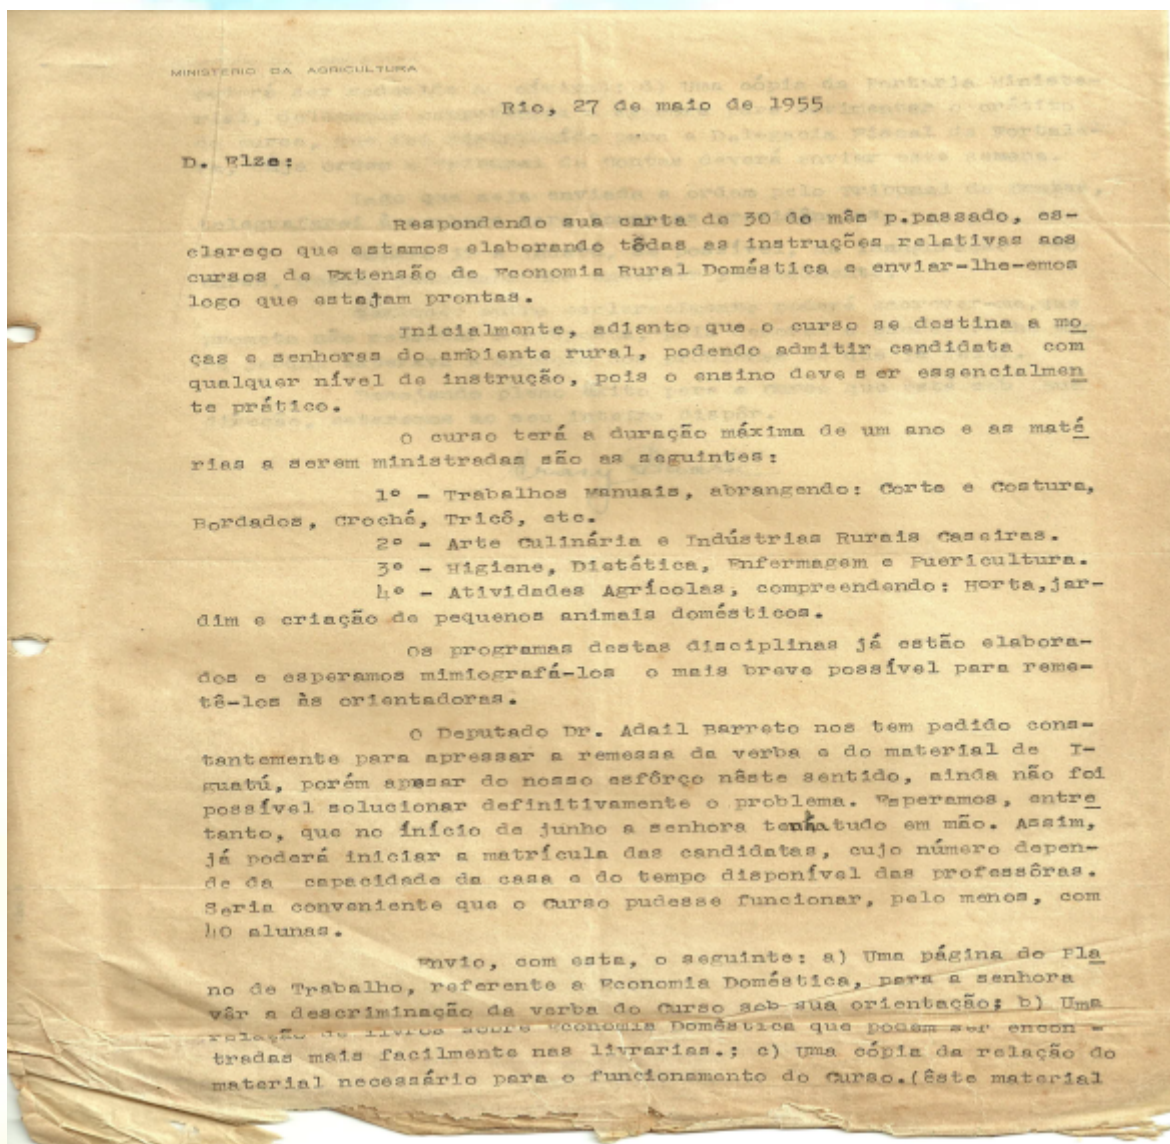 MINISTERIO DA AGRICULTURA
Rio, 27 de maio de 1955
D. Elze:
Respondendo sua carta de 30 do mês p.passado, es-
clareço que estamos elaborando tôdas as instruções relativas aos
cursos de Extensão de Economia Rural Doméstica e enviar-lhe-emos
logo que estejam prontas.
Inicialmente, adianto que o curso se destina a mo
ças e senhoras do ambiente rural, podendo admitir candidata com
qualquer nível de instrução, pois o ensino deve ser essencialmen
te prático.
O curso terá a duração máxima de um ano e as maté
rias a serem ministradas são as seguintes:
1º - Trabalhos Manuais, abrangendo: Corte e Costura,
Bordados, Croché, Tricô, etc.
2º - Arte Culinária e Indústrias Rurais Caseiras.
3º - Higiene, Dietética, Enfermagem e Puericultura.
4º - Atividades Agrícolas, compreendendo: Horta,jar-
dim e criação de pequenos animais domésticos.
Os programas destas disciplinas já estão elabora-
dos e esperamos mimiografá-los o mais breve possível para reme-
tê-los às orientadoras.
O Deputado Dr. Adail Barreto nos tem pedido cons-
tantemente para apressar a remessa da verba e do material de I-
guatú, porém apesar do nosso esfôrço nêste sentido, ainda não foi
possível solucionar definitivamente o problema. Esperamos, entre
tanto, que no início de junho a senhora tenha tudo em mão. Assim,
já poderá iniciar a matrícula das candidatas, cujo número depen-
de da capacidade da casa e do tempo disponível das professôras.
Seria conveniente que o Curso pudesse funcionar, pelo menos, com
40 alunas.
Envio, com esta, o seguinte: a) Uma página do Pla
no de Trabalho, referente a Economia Doméstica, para a senhora
vêr a descriminação da verba do Curso sob sua orientação; b) Uma
relação de livros sobre Economia Doméstica que podem ser encon -
tradas mais facilmente nas livrarias.; c) Uma cópia da relação do
material necessário para o funcionamento do Curso.(êste material